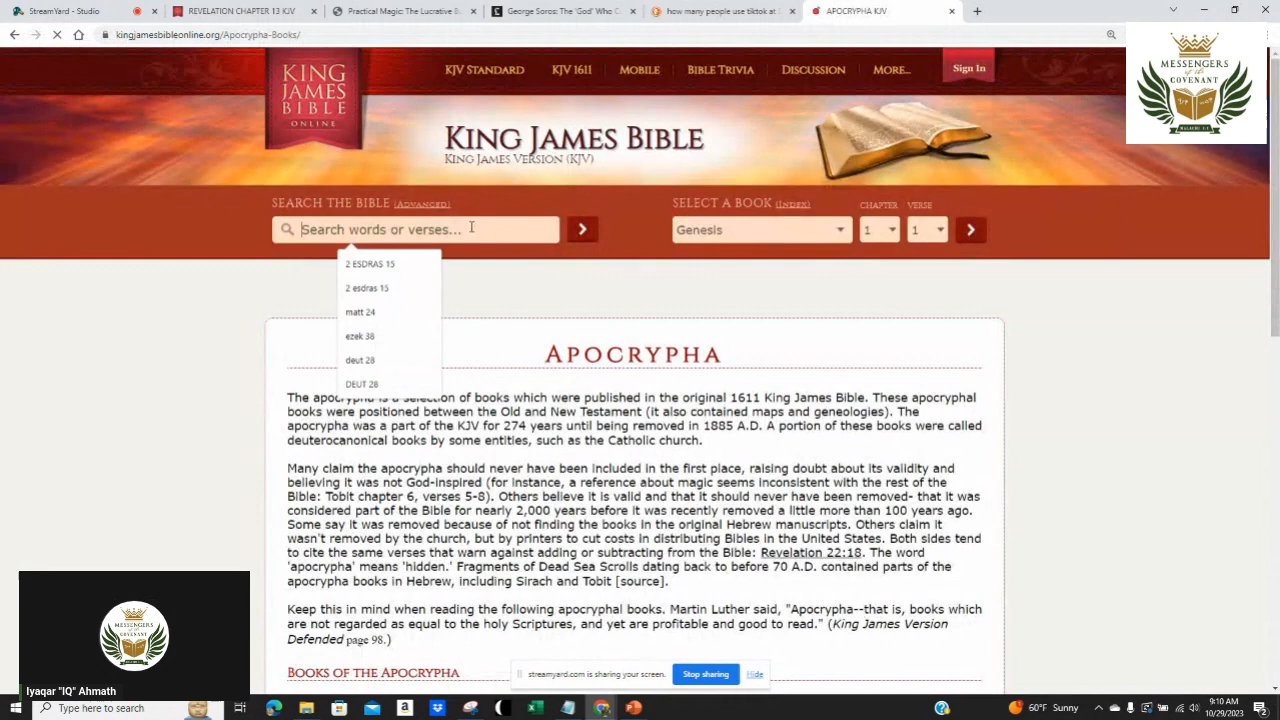 Stream4 - Studio
REVELATION CHAPTER 13 KJV
Practical Magic: The Lucrative B
George Soros: The 'God' Who C
how many people use tiktok at
APOCRYPHA KJV
kingjamesbibleonline.org/Apocrypha-Books/
KING
JAMES
BIBLE
ONLINE
KJV STANDARD
KJV 1611
MOBILE
BIBLE TRIVIA
DISCUSSION
MORE...
Sign In
MESSENGERS
of the
COVENANT
KING JAMES BIBLE
KING JAMES VERSION (KJV)
SEARCH THE BIBLE (ADVANCED)
SELECT A BOOK (INDEX)
CHAPTER
VERSE
Search words or verses...
Genesis
1
1
2 ESDRAS 15
2 esdras 15
matt 24
ezek 38
deut 28
DEUT 28
APOCRYPHA
The apocrypha is a selection of books which were published in the original 1611 King James Bible. These apocryphal
books were positioned between the Old and New Testament (it also contained maps and geneologies). The
apocrypha was a part of the KJV for 274 years until being removed in 1885 A.D. A portion of these books were called
deuterocanonical books by some entities, such as the Catholic church.
Many claim the apocrypha should never have been included in the first place, raising doubt about its validity and
believing it was not God-inspired (for instance, a reference about magic seems inconsistent with the rest of the
Bible: Tobit chapter 6, verses 5-8). Others believe it is valid and that it should never have been removed- that it was
considered part of the Bible for nearly 2,000 years before it was recently removed a little more than 100 years ago.
Some say it was removed because of not finding the books in the original Hebrew manuscripts. Others claim it
wasn't removed by the church, but by printers to cut costs in distributing Bibles in the United States. Both sides tend
to cite the same verses that warn against adding or subtracting from the Bible: Revelation 22:18. The word
'apocrypha' means 'hidden.' Fragments of Dead Sea Scrolls dating back to before 70 A.D. contained parts of the
apocrypha books in Hebrew, including Sirach and Tobit [source].
Keep this in mind when reading the following apocryphal books. Martin Luther said, "Apocrypha--that is, books which
are not regarded as equal to the holy Scriptures, and yet are profitable and good to read." (King James Version
Defended page 98.)
BOOKS OF THE APOCRYPHA
streamyard.com is sharing your screen.
Stop sharing
Hide
MESSENGERS
of the
COVENANT
Iyaqar "IQ" Ahmath
Type here to search
60°F Sunny
9:10 AM
10/29/2023